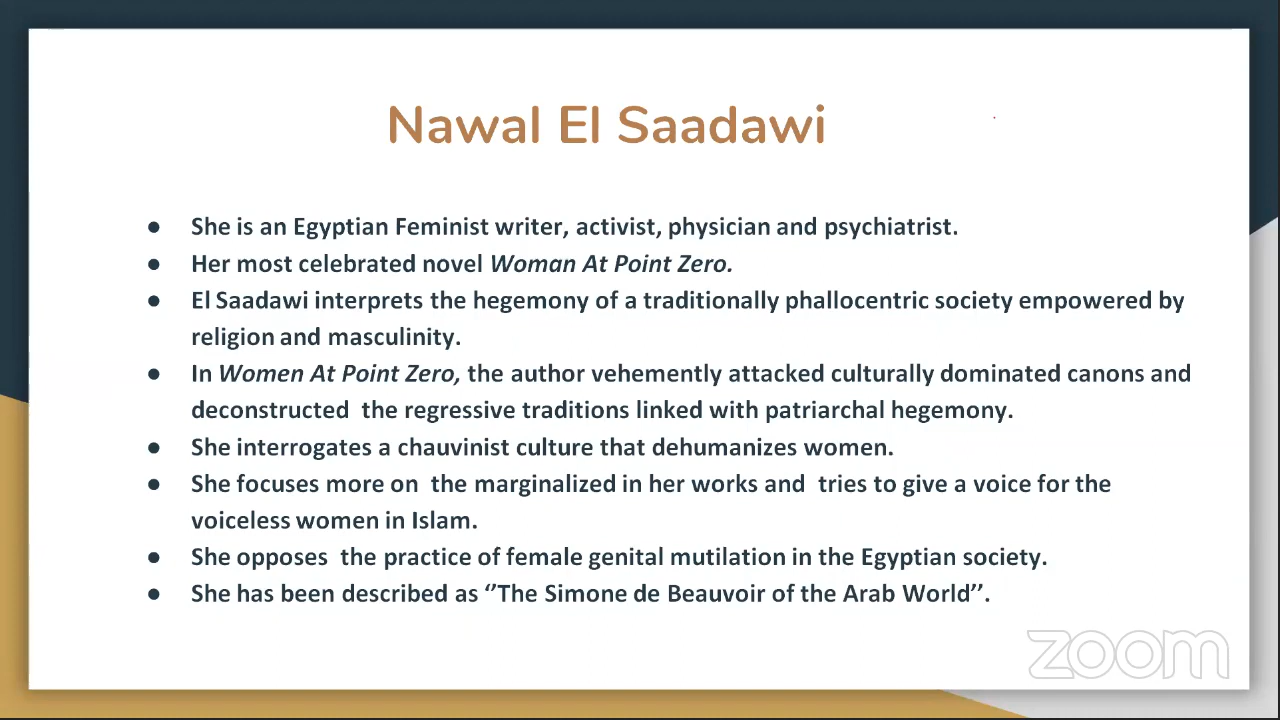 Nawal El Saadawi
● She is an Egyptian Feminist writer, activist, physician and psychiatrist.
● Her most celebrated novel Woman At Point Zero.
● El Saadawi interprets the hegemony of a traditionally phallocentric society empowered by
religion and masculinity.
● In Women At Point Zero, the author vehemently attacked culturally dominated canons and
deconstructed  the regressive traditions linked with patriarchal hegemony.
● She interrogates a chauvinist culture that dehumanizes women.
● She focuses more on  the marginalized in her works and  tries to give a voice for the
voiceless women in Islam.
● She opposes  the practice of female genital mutilation in the Egyptian society.
● She has been described as ‘’The Simone de Beauvoir of the Arab World’’.
zoom